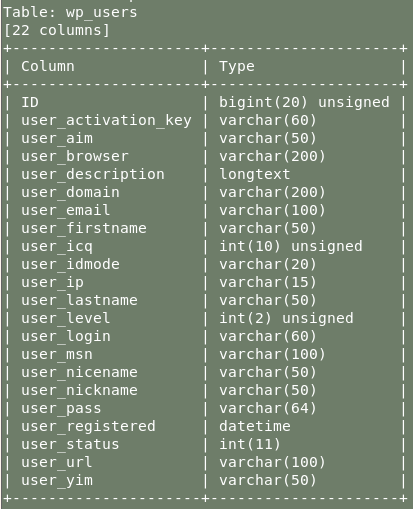 Table: wp_users
[22 columns]
+---------------------+---------------------+
| Column              | Type                |
+---------------------+---------------------+
| ID                  | bigint(20) unsigned |
| user_activation_key | varchar(60)         |
| user_aim            | varchar(50)         |
| user_browser        | varchar(200)        |
| user_description    | longtext            |
| user_domain         | varchar(200)        |
| user_email          | varchar(100)        |
| user_firstname      | varchar(50)         |
| user_icq            | int(10) unsigned    |
| user_idmode         | varchar(20)         |
| user_ip             | varchar(15)         |
| user_lastname       | varchar(50)         |
| user_level          | int(2) unsigned     |
| user_login          | varchar(60)         |
| user_msn            | varchar(100)        |
| user_nicename       | varchar(50)         |
| user_nickname       | varchar(50)         |
| user_pass           | varchar(64)         |
| user_registered     | datetime            |
| user_status         | int(11)             |
| user_url            | varchar(100)        |
| user_yim            | varchar(50)         |
+---------------------+---------------------+